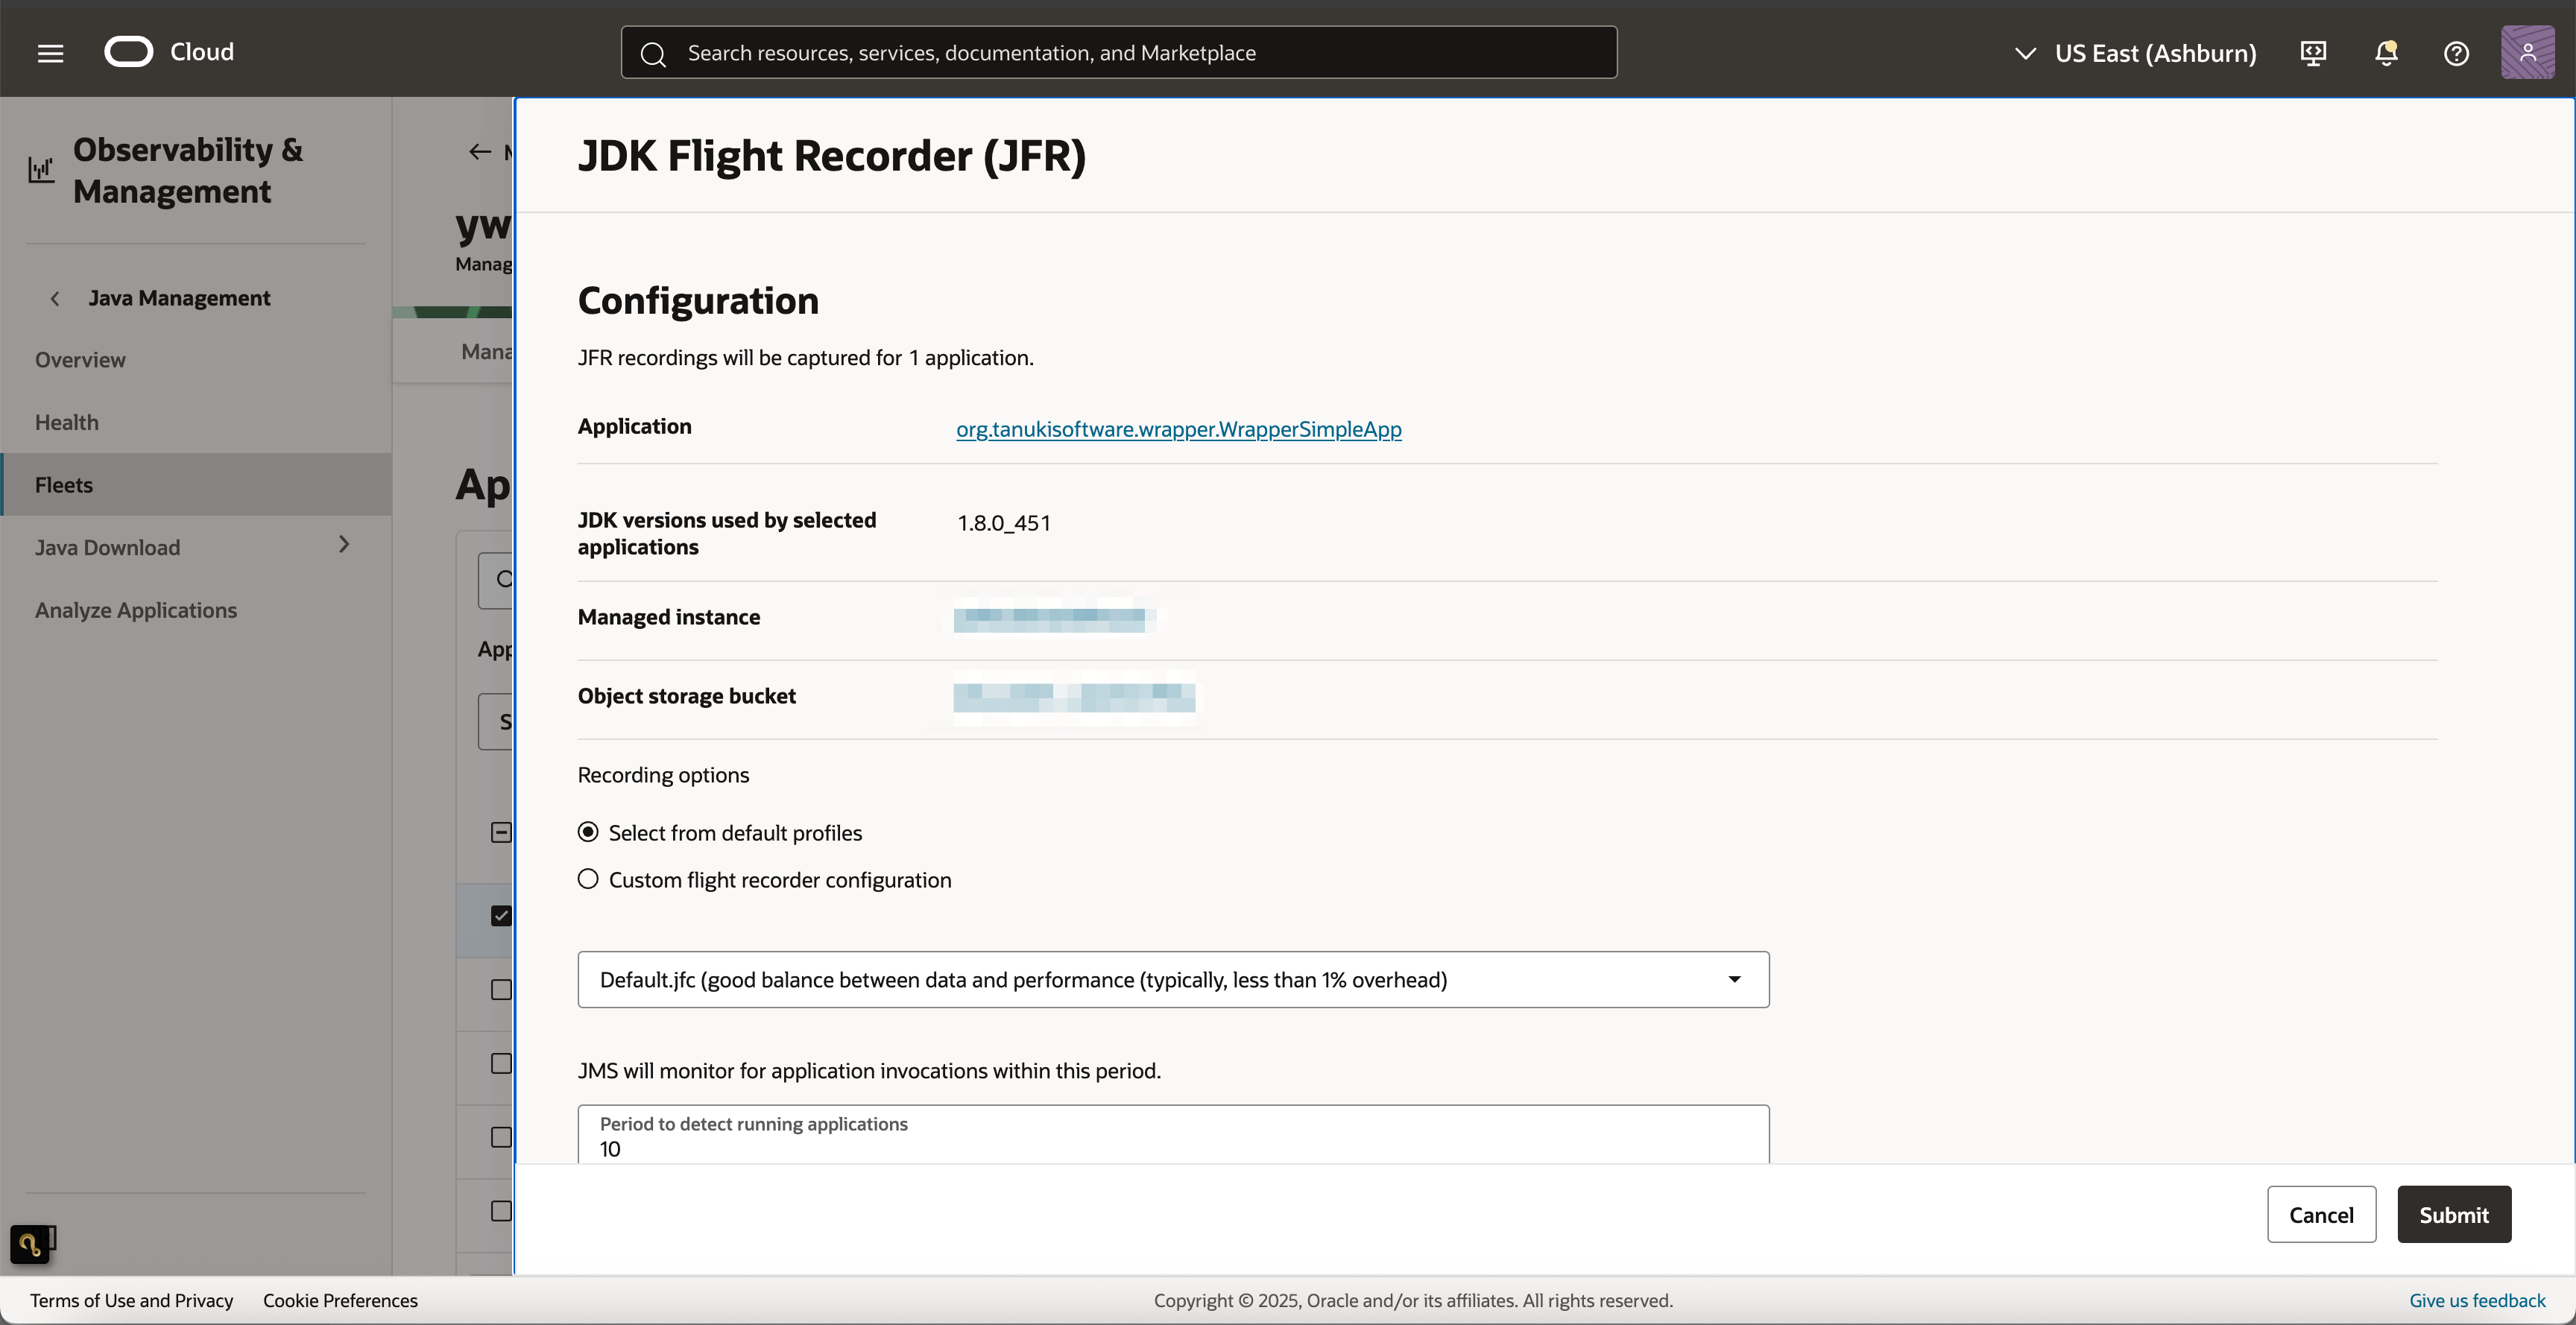 Cloud
Search resources, services, documentation, and Marketplace
US East (Ashburn)
Observability &
Management
Java Management
Overview
Health
Fleets
Java Download
Analyze Applications
yw
Manag
Mana
Ap
App
S
JDK Flight Recorder (JFR)
Configuration
JFR recordings will be captured for 1 application.
Application org.tanukisoftware.wrapper.WrapperSimpleApp
JDK versions used by selected
applications
1.8.0_451
Managed instance
Object storage bucket
Recording options
Select from default profiles
Custom flight recorder configuration
Default.jfc (good balance between data and performance (typically, less than 1% overhead)
JMS will monitor for application invocations within this period.
Period to detect running applications
10
Cancel Submit
Terms of Use and Privacy Cookie Preferences Copyright © 2025, Oracle and/or its affiliates. All rights reserved. Give us feedback